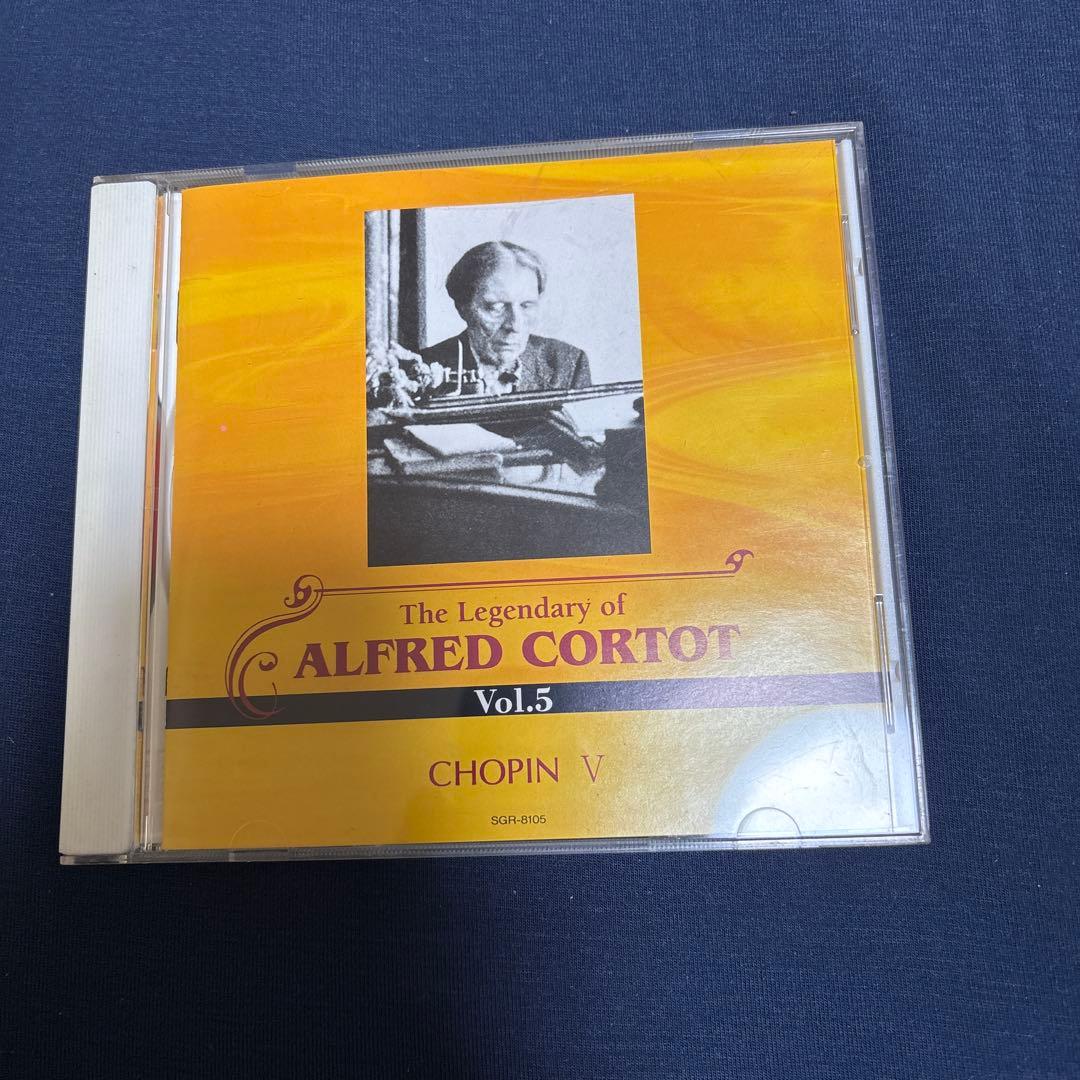 The Legendary of
ALFRED CORTOT
Vol.5
CHOPIN V
SGR-8105